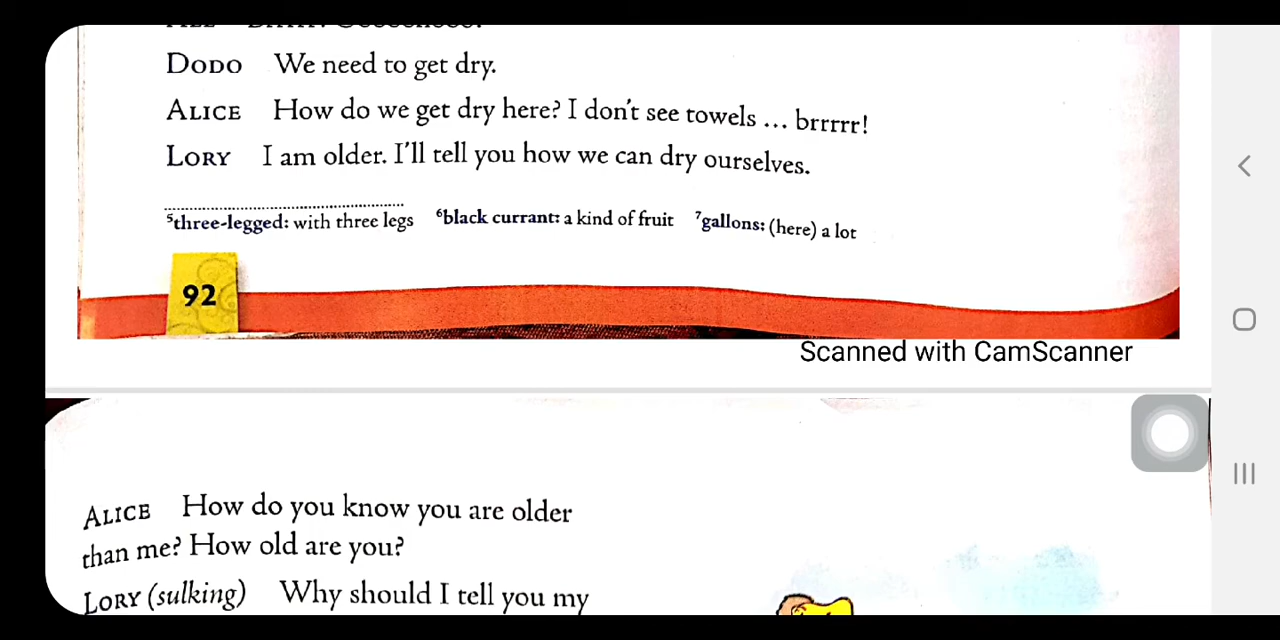 DODO We need to get dry.
ALICE How do we get dry here? I don't see towels ... brrrrr!
LORY I am older. I'll tell you how we can dry ourselves.
⁵three-legged: with three legs ⁶black currant: a kind of fruit ⁷gallons: (here) a lot
92
Scanned with CamScanner
ALICE How do you know you are older
than me? How old are you?
LORY (sulking) Why should I tell you my